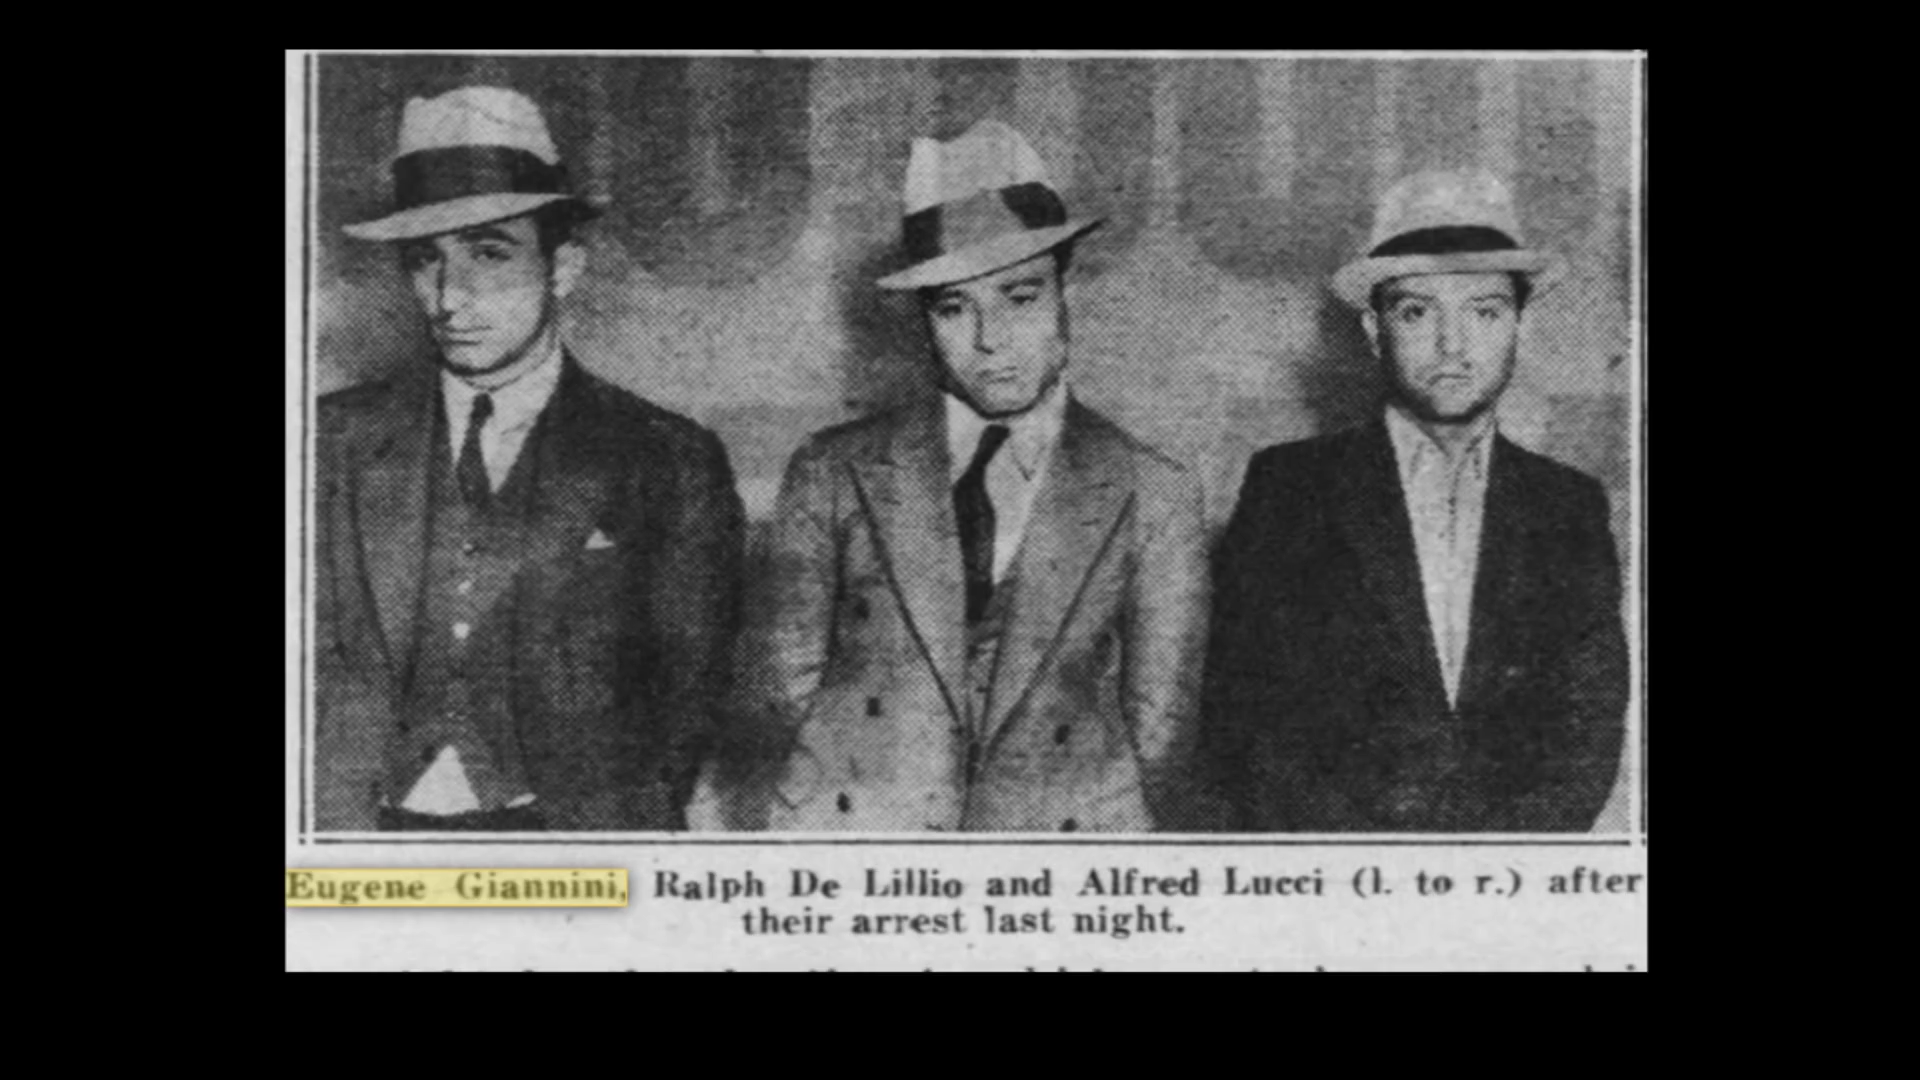 Eugene Giannini, Ralph De Lillio and Alfred Lucci (l. to r.) after
their arrest last night.